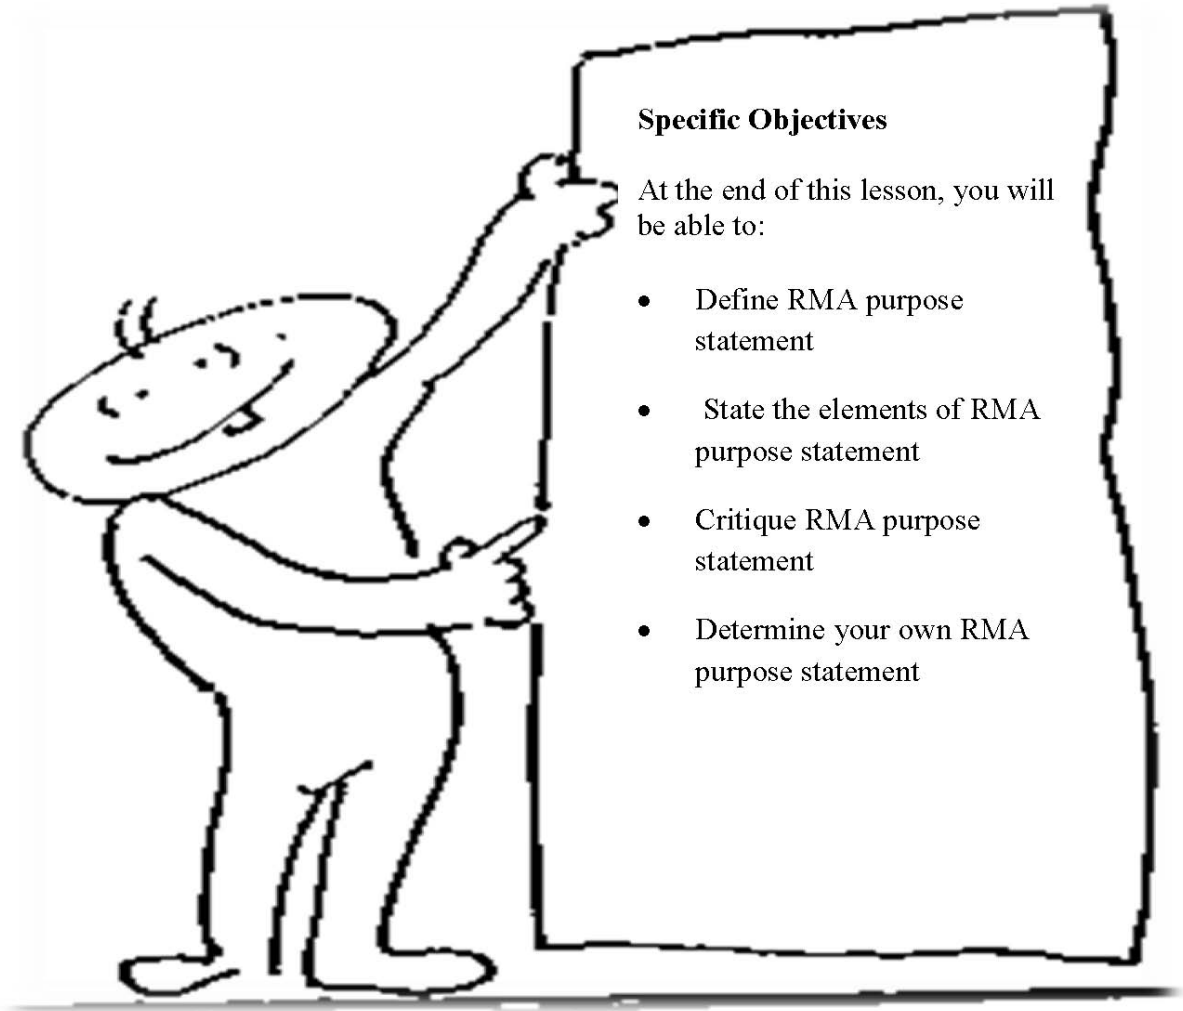 Specific Objectives
At the end of this lesson, you will
be able to:
• Define RMA purpose
statement
• State the elements of RMA
purpose statement
• Critique RMA purpose
statement
• Determine your own RMA
purpose statement